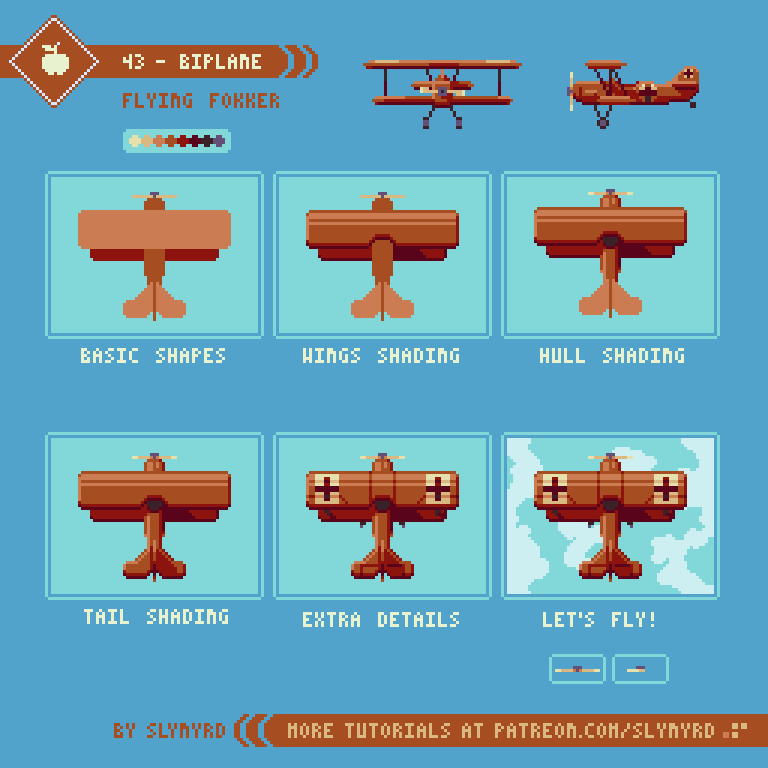 43 - BIPLANE
FLYING FOKKER
BASIC SHAPES
WINGS SHADING
HULL SHADING
TAIL SHADING
EXTRA DETAILS
LET'S FLY!
BY SLYNYRD
MORE TUTORIALS AT PATREON.COM/SLYNYRD